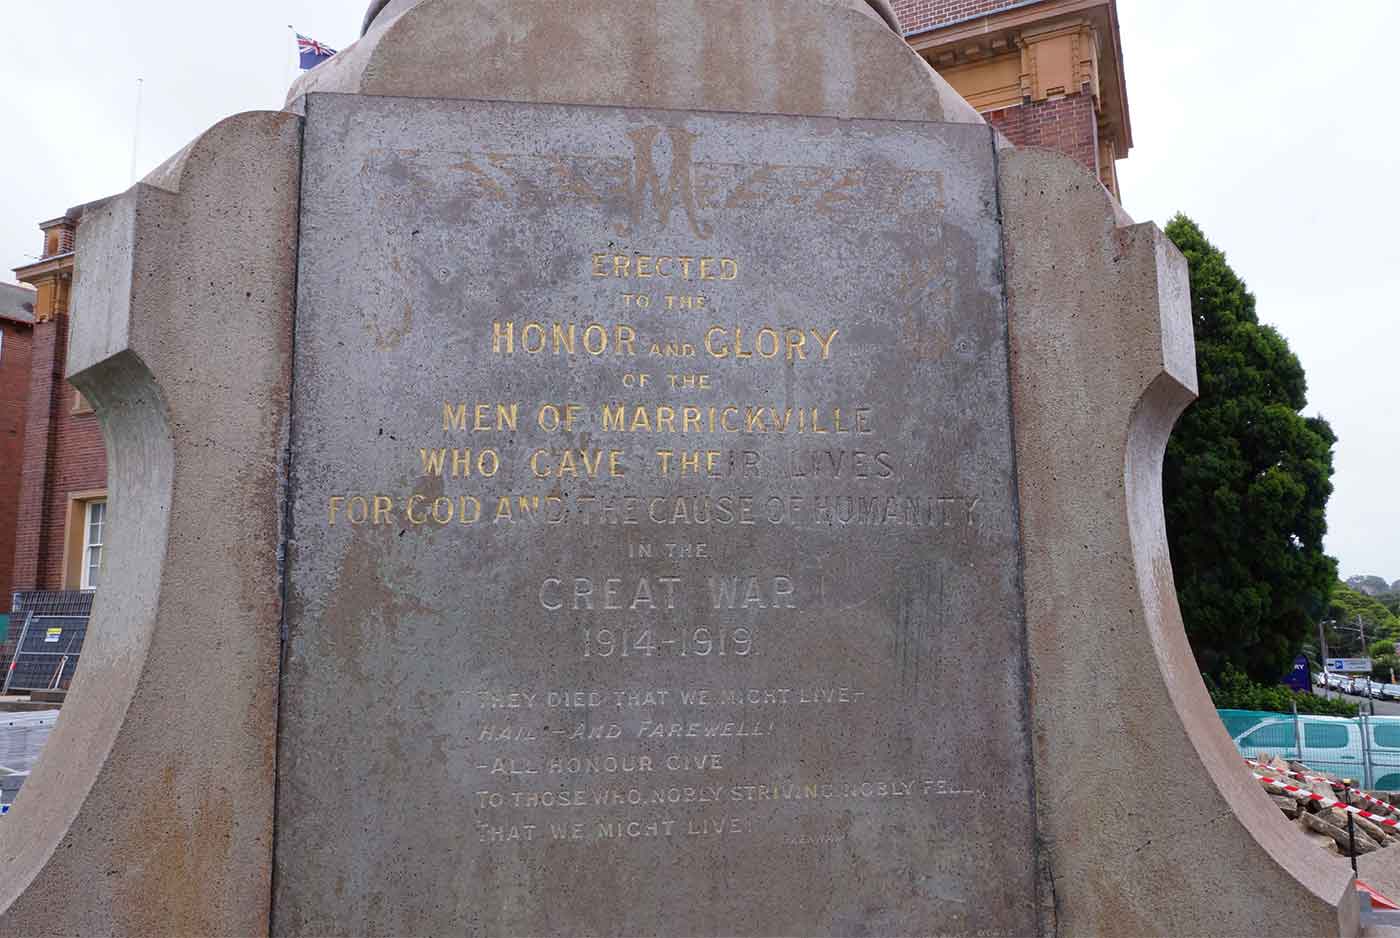 M
ERECTED
TO THE
HONOR AND GLORY
OF THE
MEN OF MARRICKVILLE
WHO GAVE THEIR LIVES
FOR GOD AND THE CAUSE OF HUMANITY
IN THE
GREAT WAR
1914-1919.
THEY DIED THAT WE MIGHT LIVE-
HAIL - AND FAREWELL!
-ALL HONOUR GIVE
TO THOSE WHO, NOBLY STRIVING, NOBLY FELL,
THAT WE MIGHT LIVE!